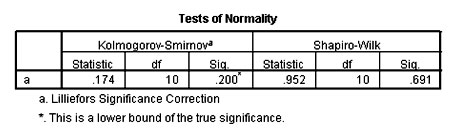 Tests of Normality
Kolmogorov-Smirnovᵃ Shapiro-Wilk
Statistic df Sig. Statistic df Sig.
a .174 10 .200* .952 10 .691
a. Lilliefors Significance Correction
*. This is a lower bound of the true significance.